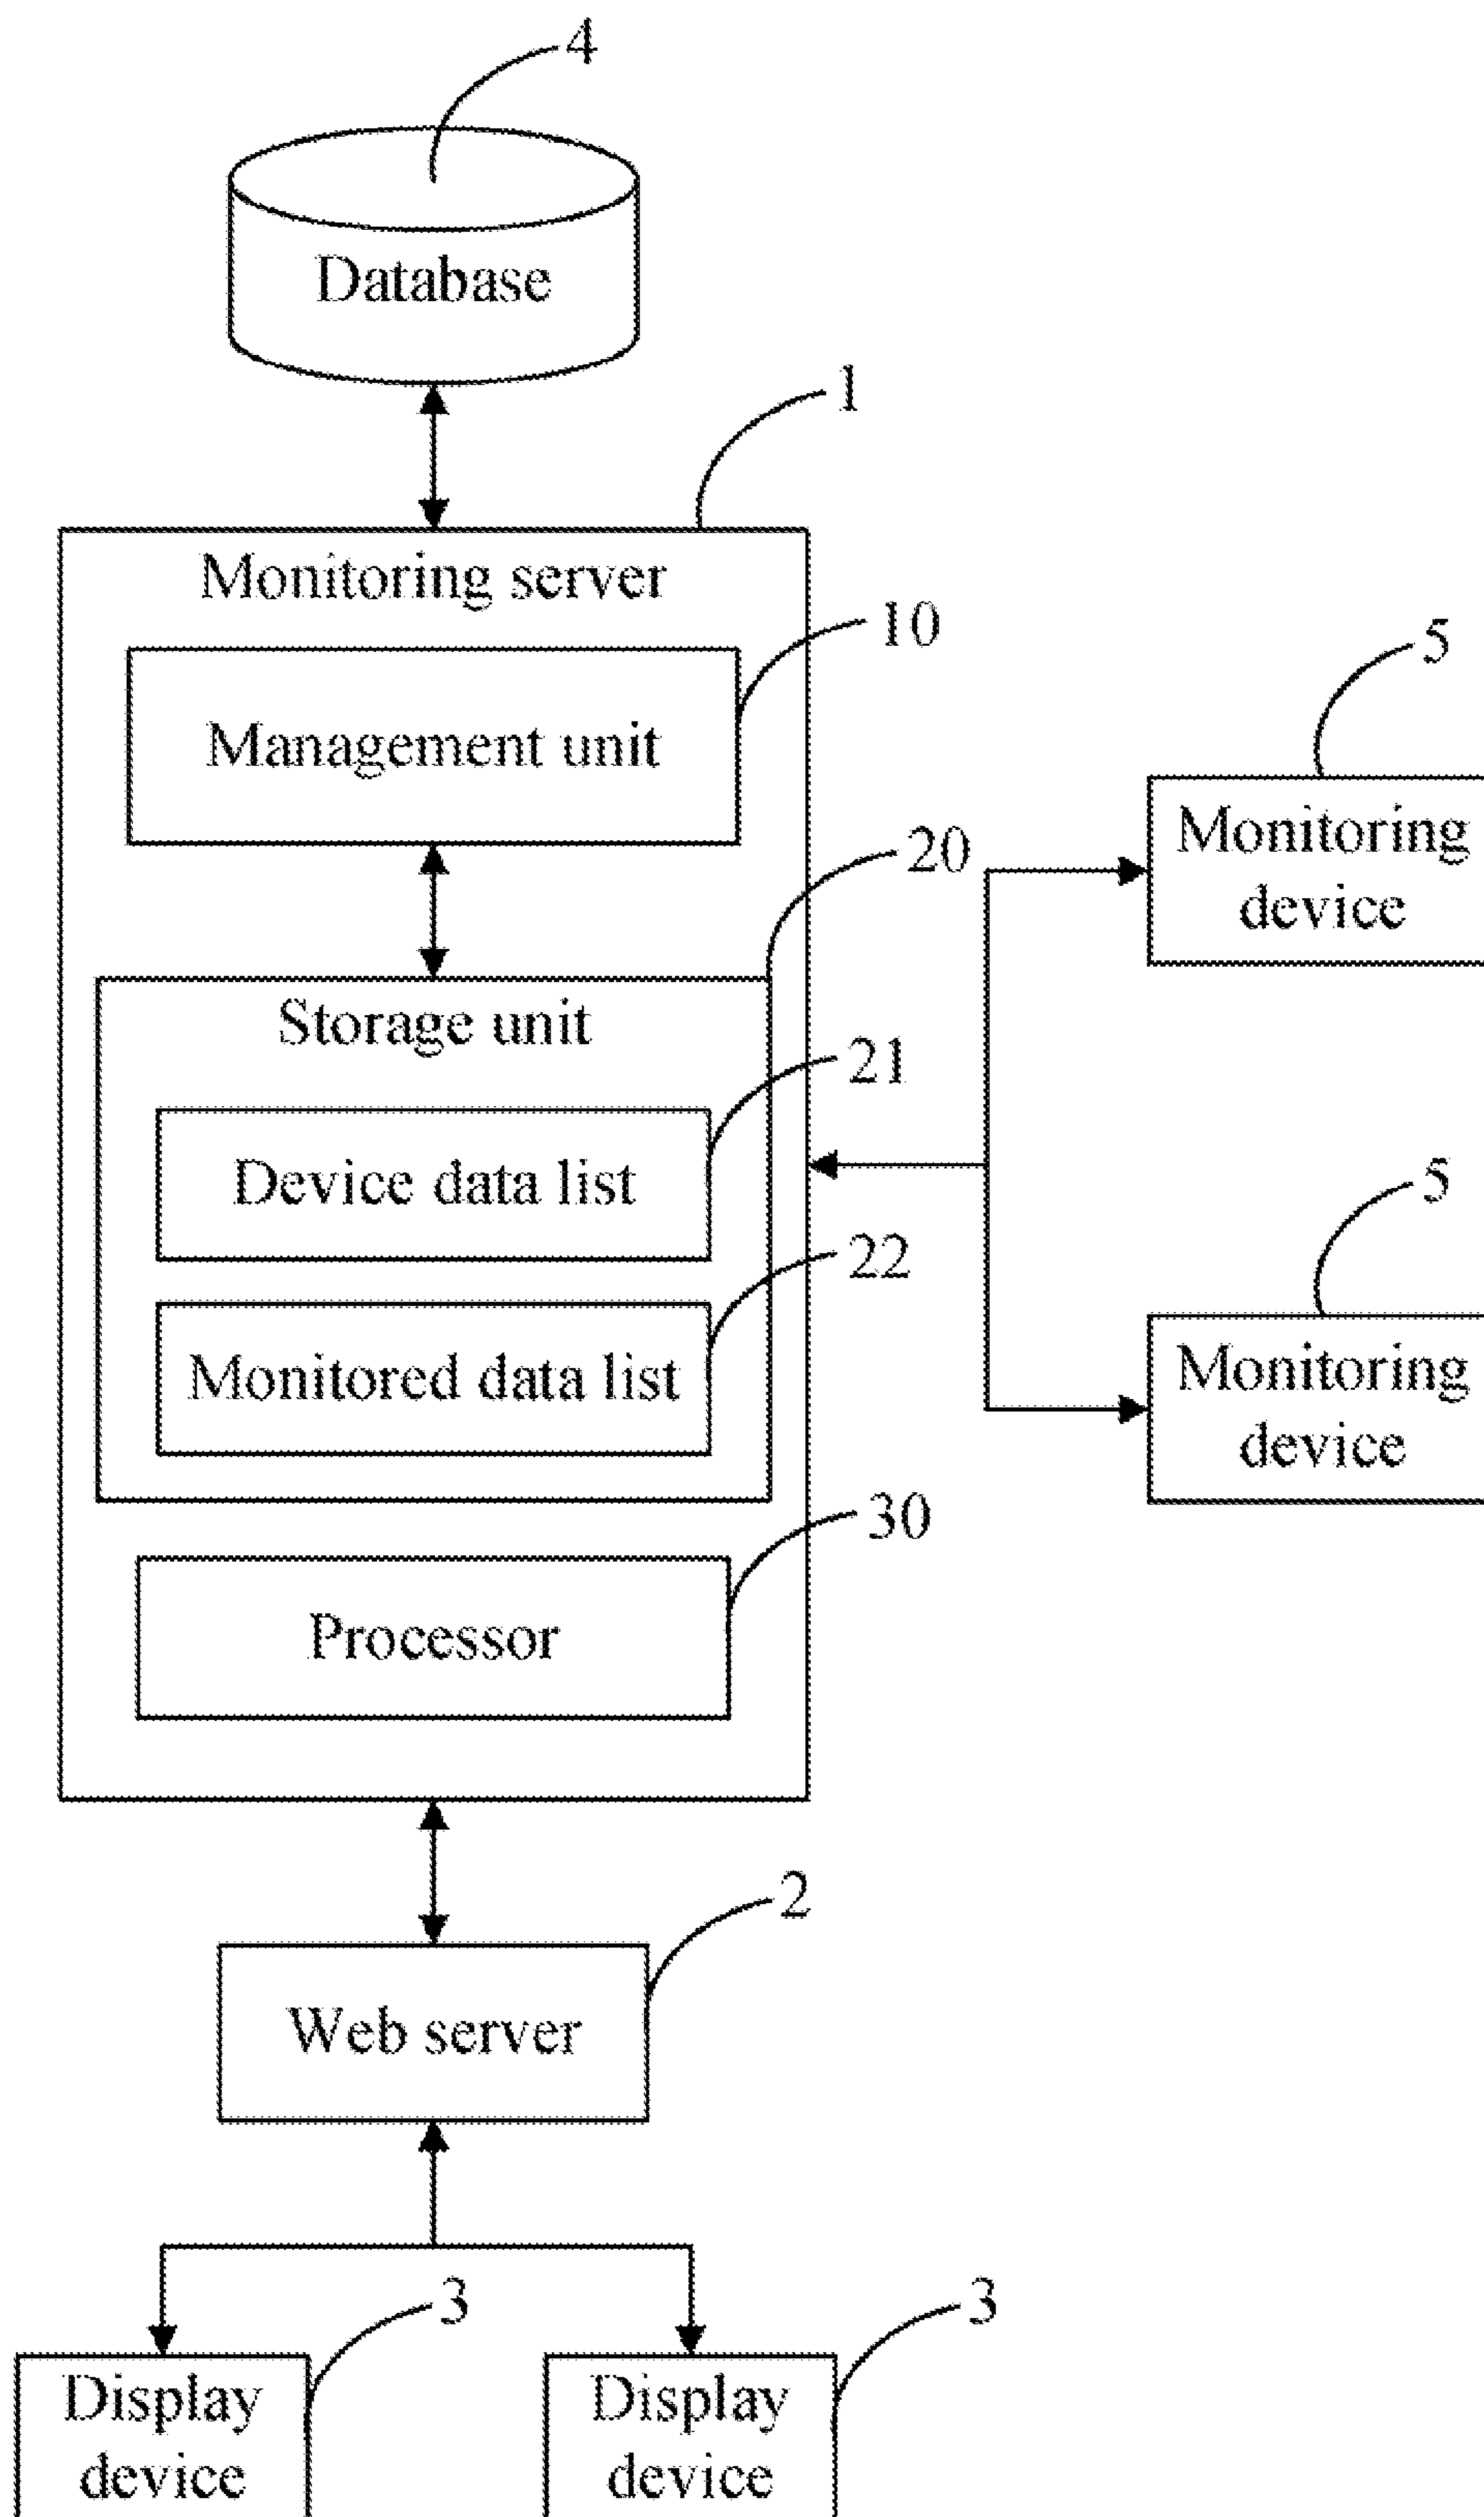 4
Database
1
Monitoring server
10
Management unit
5
Monitoring
device
20
Storage unit
21
Device data list
5
22
Monitored data list
Monitoring
device
30
Processor
2
Web server
3
3
Display
device
Display
device